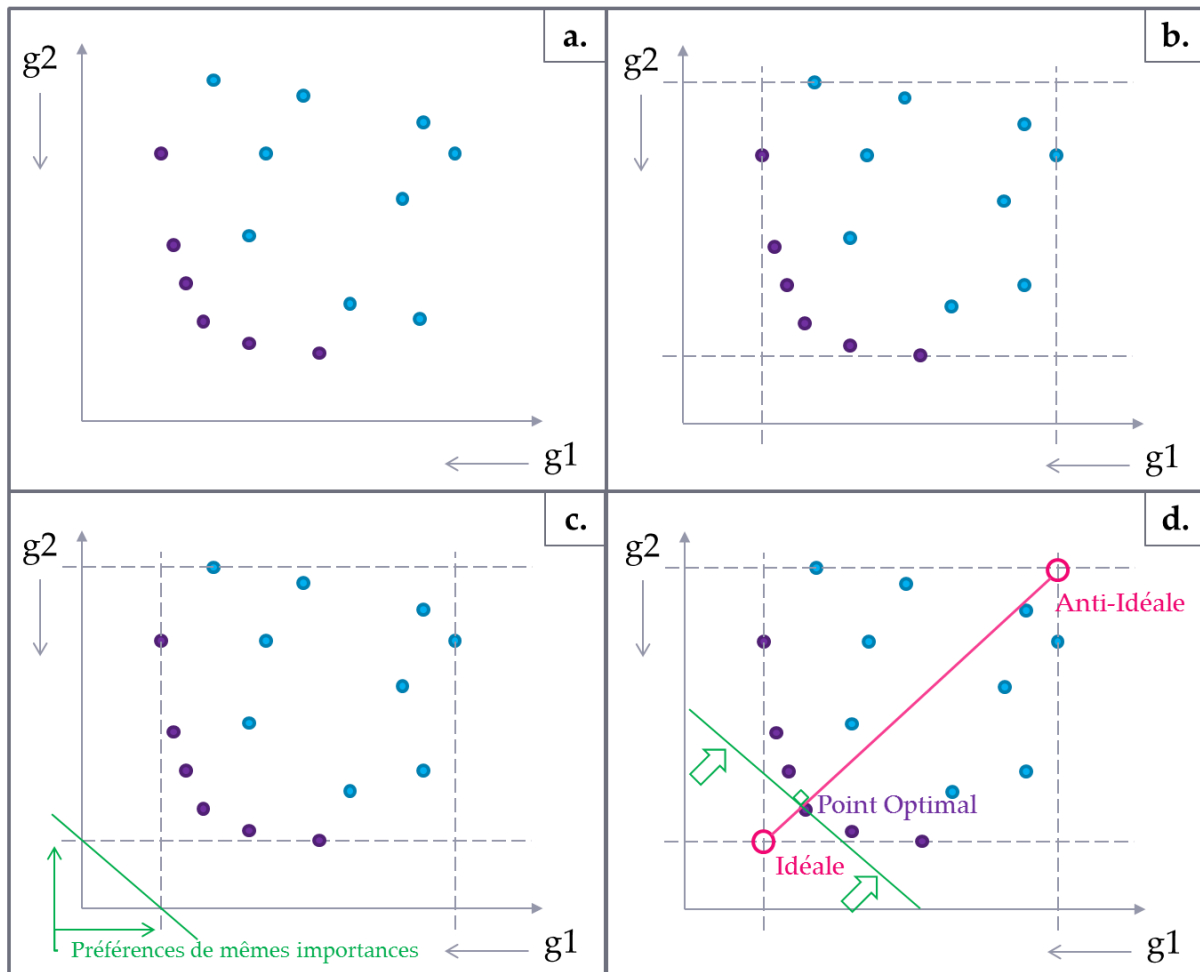 a.
g2
g1
b.
g2
g1
c.
g2
Préférences de mêmes importances
g1
d.
g2
Anti-Idéale
Point Optimal
Idéale
g1